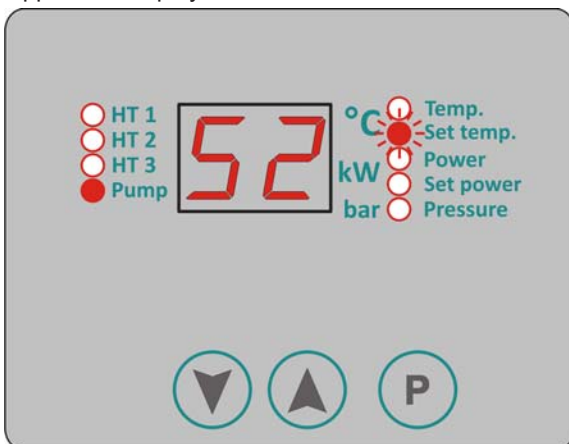 HT 1
HT 2
HT 3
Pump
52
°C
kW
bar
Temp.
Set temp.
Power
Set power
Pressure
P